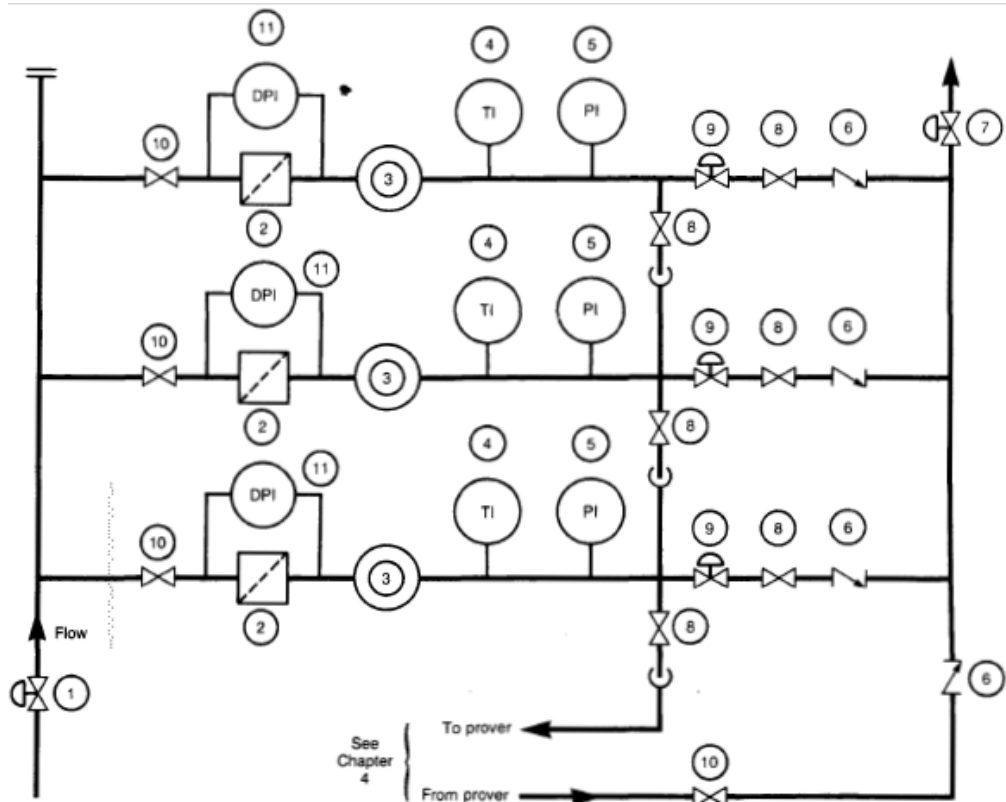 11 4 5
DPI TI PI
10 9 8 6 7
3
2 8
4 5
11
DPI TI PI
10 9 8 6
3
2 8
4 5
11
DPI TI PI
10 9 8 6
3
2 8
Flow
1 6
To prover
See
Chapter
4
10
From prover